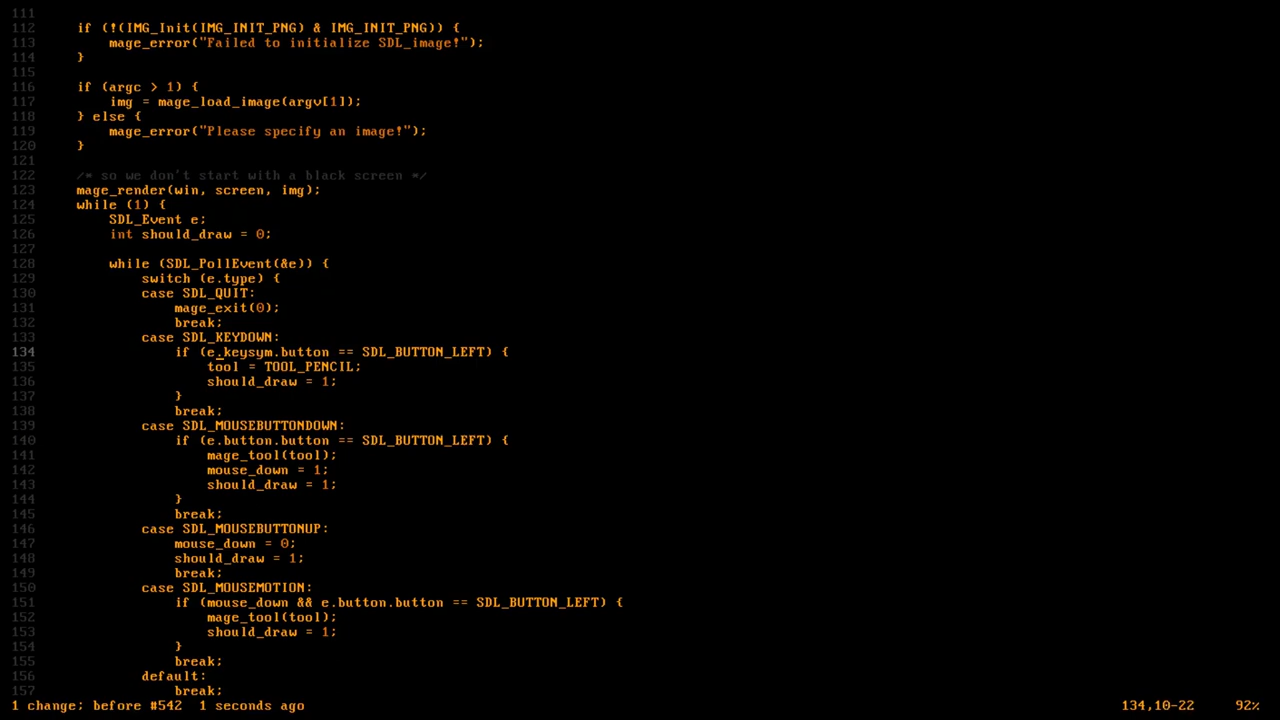 111
112     if (!(IMG_Init(IMG_INIT_PNG) & IMG_INIT_PNG)) {
113         mage_error("Failed to initialize SDL_image!");
114     }
115
116     if (argc > 1) {
117         img = mage_load_image(argv[1]);
118     } else {
119         mage_error("Please specify an image!");
120     }
121
122     /* so we don't start with a black screen */
123     mage_render(win, screen, img);
124     while (1) {
125         SDL_Event e;
126         int should_draw = 0;
127
128         while (SDL_PollEvent(&e)) {
129             switch (e.type) {
130             case SDL_QUIT:
131                 mage_exit(0);
132                 break;
133             case SDL_KEYDOWN:
134                 if (e.keysym.button == SDL_BUTTON_LEFT) {
135                     tool = TOOL_PENCIL;
136                     should_draw = 1;
137                 }
138                 break;
139             case SDL_MOUSEBUTTONDOWN:
140                 if (e.button.button == SDL_BUTTON_LEFT) {
141                     mage_tool(tool);
142                     mouse_down = 1;
143                     should_draw = 1;
144                 }
145                 break;
146             case SDL_MOUSEBUTTONUP:
147                 mouse_down = 0;
148                 should_draw = 1;
149                 break;
150             case SDL_MOUSEMOTION:
151                 if (mouse_down && e.button.button == SDL_BUTTON_LEFT) {
152                     mage_tool(tool);
153                     should_draw = 1;
154                 }
155                 break;
156             default:
157                 break;
1 change; before #542  1 seconds ago     134,10-22     92%